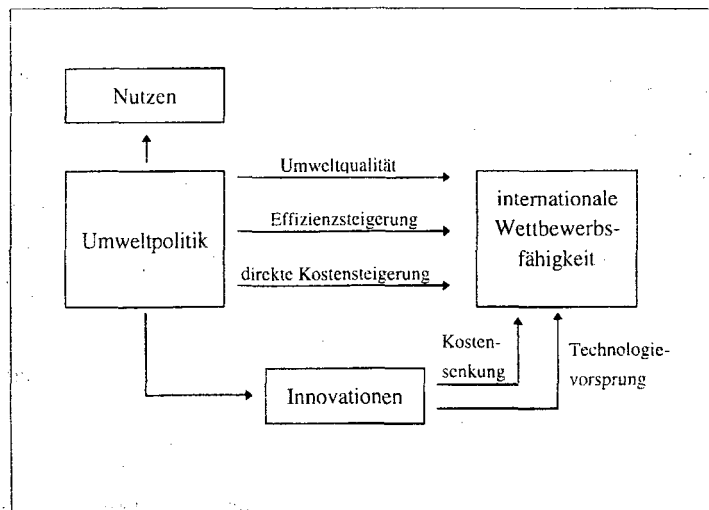 Nutzen
Umweltqualität
Umweltpolitik
Effizienzsteigerung
direkte Kostensteigerung
internationale
Wettbewerbs-
fähigkeit
Kosten-
senkung
Technologie-
vorsprung
Innovationen